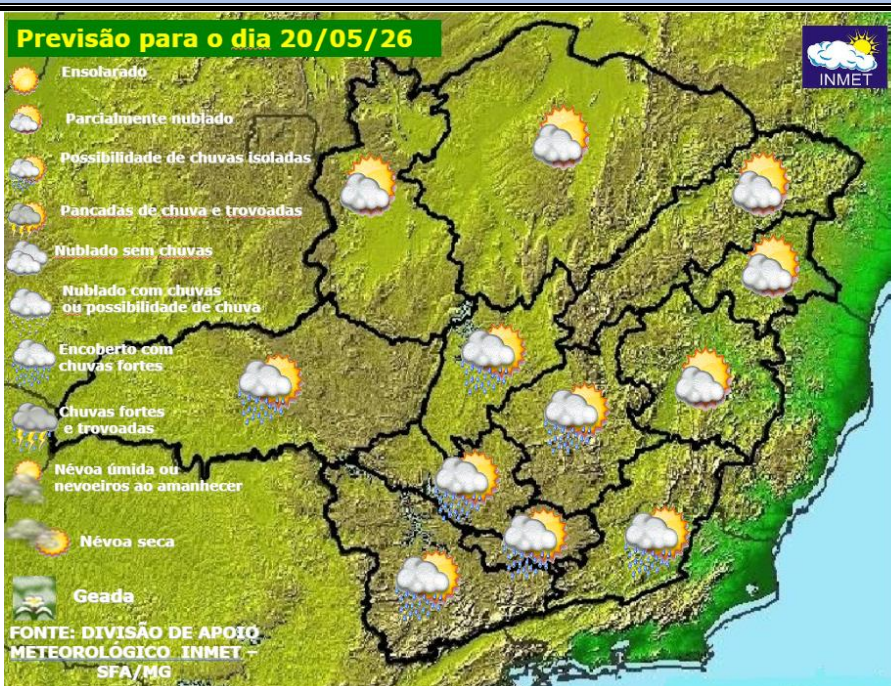 Previsão para o dia 20/05/26
INMET
Ensolarado
Parcialmente nublado
Possibilidade de chuvas isoladas
Pancadas de chuva e trovoadas
Nublado sem chuvas
Nublado com chuvas
ou possibilidade de chuva
Encoberto com
chuvas fortes
Chuvas fortes
e trovoadas
Névoa úmida ou
nevoeiros ao amanhecer
Névoa seca
Geada
FONTE: DIVISÃO DE APOIO
METEOROLÓGICO INMET –
SFA/MG